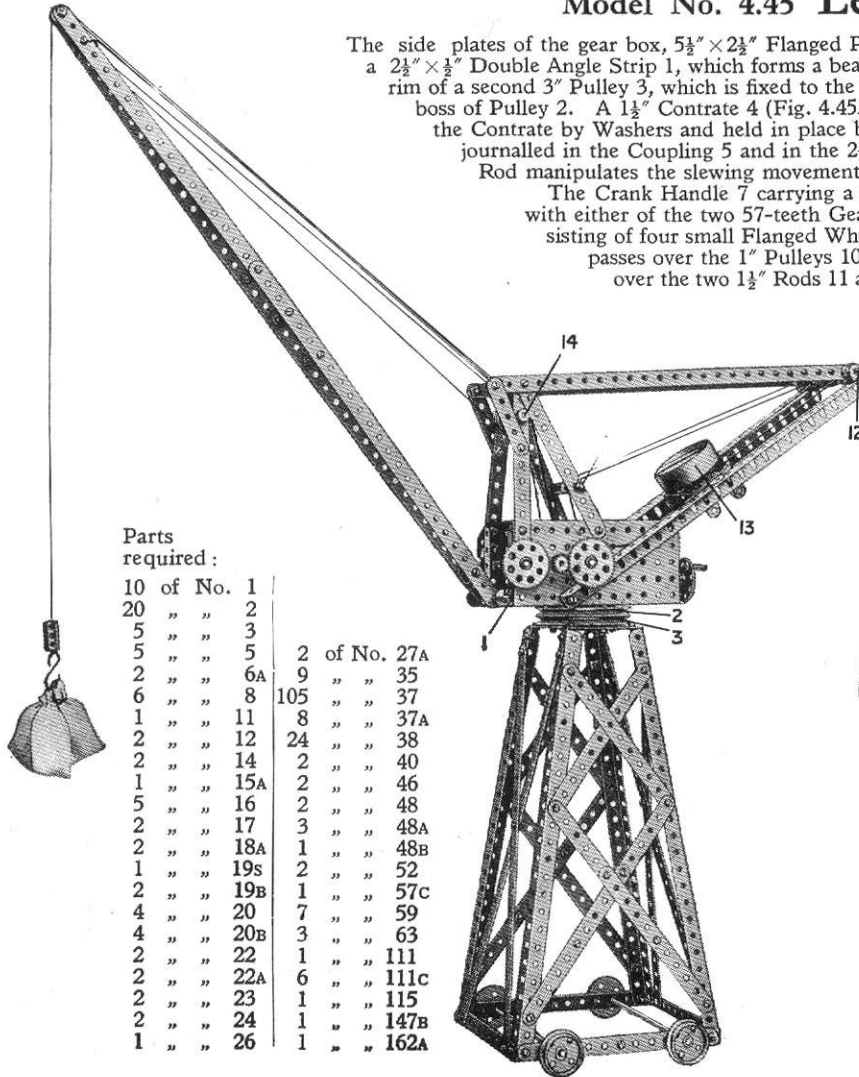 Model No. 4.45 Le
The side plates of the gear box, 5½″ × 2½″ Flanged P
a 2½″ × ½″ Double Angle Strip 1, which forms a bea
rim of a second 3″ Pulley 3, which is fixed to the
boss of Pulley 2. A 1½″ Contrate 4 (Fig. 4.45
the Contrate by Washers and held in place b
journalled in the Coupling 5 and in the 2
Rod manipulates the slewing movement
The Crank Handle 7 carrying a
with either of the two 57-teeth Gea
sisting of four small Flanged Whe
passes over the 1″ Pulleys 10
over the two 1½″ Rods 11 a
14
12
13
2
1
3
Parts
required :
10 of No. 1
20 „ „ 2
5 „ „ 3
5 „ „ 5 2 of No. 27A
2 „ „ 6A 9 „ „ 35
6 „ „ 8 105 „ „ 37
1 „ „ 11 8 „ „ 37A
2 „ „ 12 24 „ „ 38
2 „ „ 14 2 „ „ 40
1 „ „ 15A 2 „ „ 46
5 „ „ 16 2 „ „ 48
2 „ „ 17 3 „ „ 48A
2 „ „ 18A 1 „ „ 48B
1 „ „ 19S 2 „ „ 52
2 „ „ 19B 1 „ „ 57C
4 „ „ 20 7 „ „ 59
4 „ „ 20B 3 „ „ 63
2 „ „ 22 1 „ „ 111
2 „ „ 22A 6 „ „ 111C
2 „ „ 23 1 „ „ 115
2 „ „ 24 1 „ „ 147B
1 „ „ 26 1 „ „ 162A